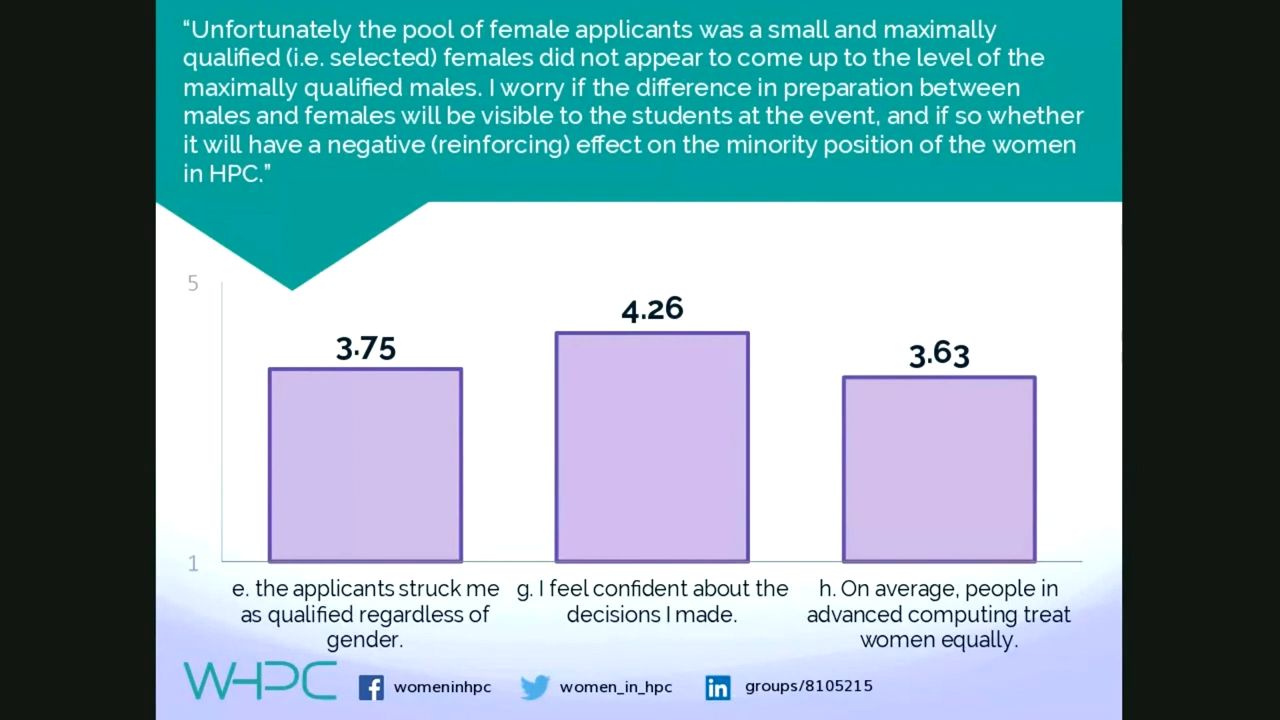 “Unfortunately the pool of female applicants was a small and maximally
qualified (i.e. selected) females did not appear to come up to the level of the
maximally qualified males. I worry if the difference in preparation between
males and females will be visible to the students at the event, and if so whether
it will have a negative (reinforcing) effect on the minority position of the women
in HPC.”
5
3.75
4.26
3.63
1
e. the applicants struck me
as qualified regardless of
gender.
g. I feel confident about the
decisions I made.
h. On average, people in
advanced computing treat
women equally.
WHPC
womeninhpc
women_in_hpc
in
groups/8105215